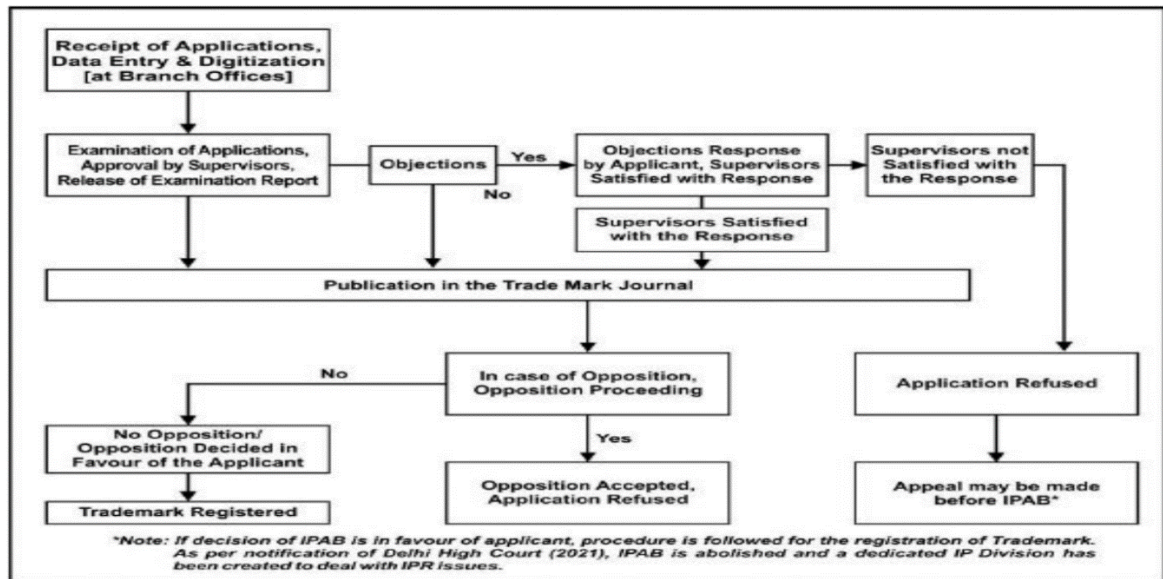 Receipt of Applications,
Data Entry & Digitization
[at Branch Offices]
Examination of Applications,
Approval by Supervisors,
Release of Examination Report
Objections
Yes
No
Objections Response
by Applicant, Supervisors
Satisfied with Response
Supervisors not
Satisfied with
the Response
Supervisors Satisfied
with the Response
Publication in the Trade Mark Journal
No
In case of Opposition,
Opposition Proceeding
Application Refused
Yes
No Opposition/
Opposition Decided in
Favour of the Applicant
Opposition Accepted,
Application Refused
Appeal may be made
before IPAB*
Trademark Registered
*Note: If decision of IPAB is in favour of applicant, procedure is followed for the registration of Trademark.
As per notification of Delhi High Court (2021), IPAB is abolished and a dedicated IP Division has
been created to deal with IPR issues.